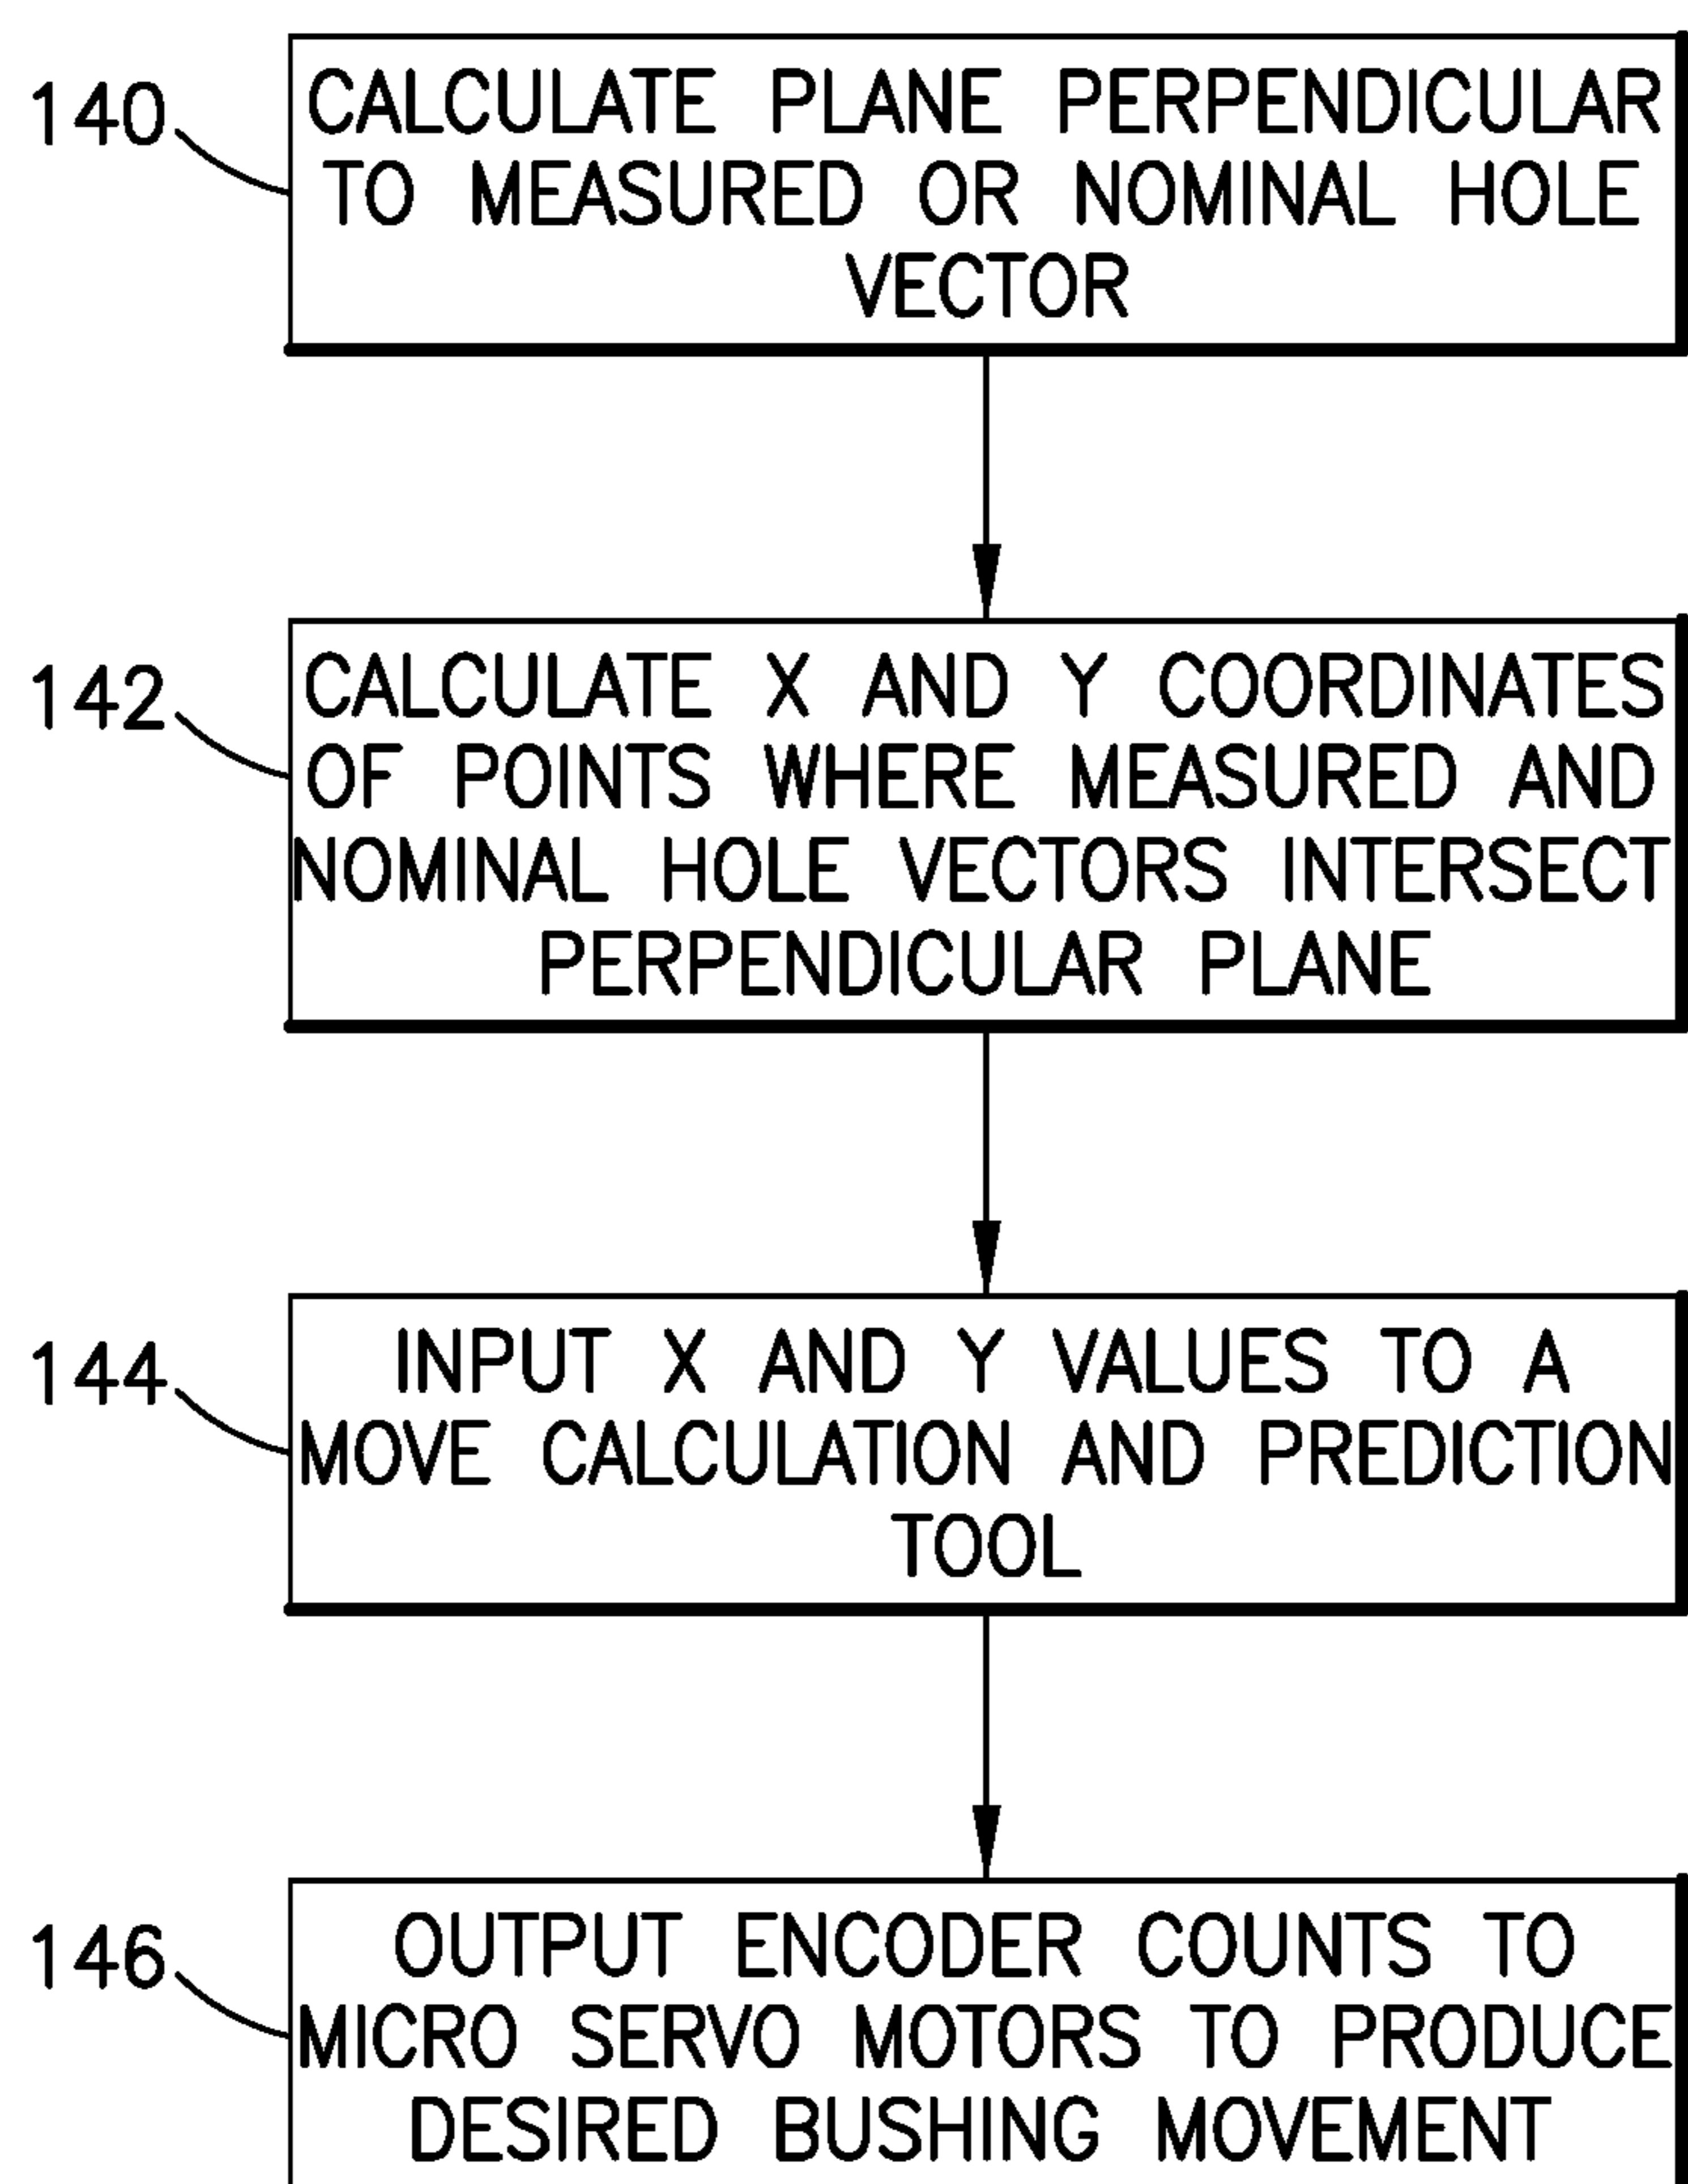 140
CALCULATE PLANE PERPENDICULAR
TO MEASURED OR NOMINAL HOLE
VECTOR
142
CALCULATE X AND Y COORDINATES
OF POINTS WHERE MEASURED AND
NOMINAL HOLE VECTORS INTERSECT
PERPENDICULAR PLANE
144
INPUT X AND Y VALUES TO A
MOVE CALCULATION AND PREDICTION
TOOL
146
OUTPUT ENCODER COUNTS TO
MICRO SERVO MOTORS TO PRODUCE
DESIRED BUSHING MOVEMENT